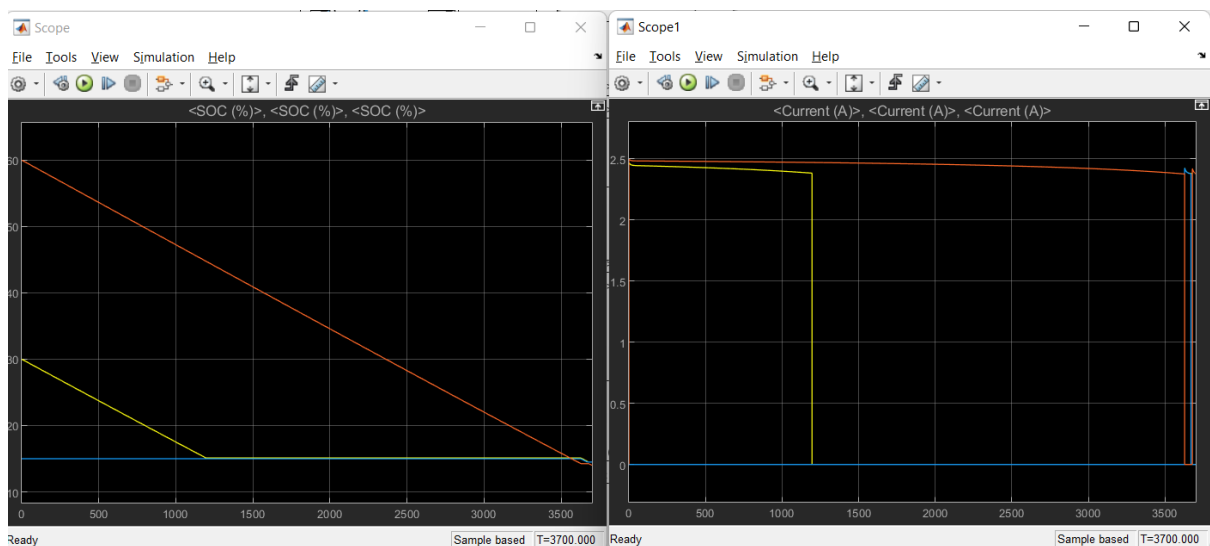 Scope
File Tools View Simulation Help
<SOC (%)>, <SOC (%)>, <SOC (%)>
60
50
40
30
20
10
0 500 1000 1500 2000 2500 3000 3500
Ready Sample based T=3700.000
Scope1
File Tools View Simulation Help
<Current (A)>, <Current (A)>, <Current (A)>
2.5
2
1.5
1
0.5
0
0 500 1000 1500 2000 2500 3000 3500
Ready Sample based T=3700.000